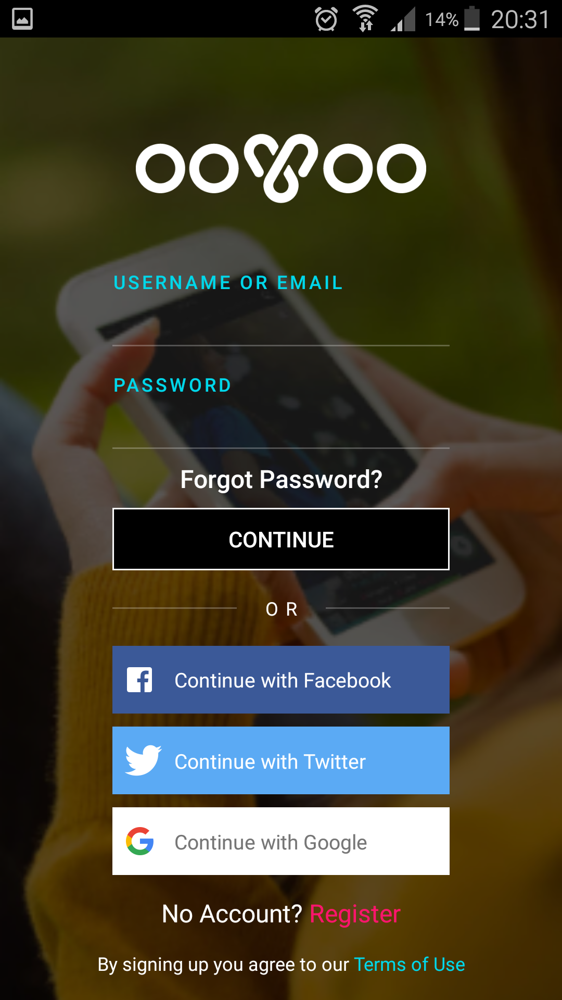 14% 20:31
ooVoo
USERNAME OR EMAIL
PASSWORD
Forgot Password?
CONTINUE
OR
Continue with Facebook
Continue with Twitter
Continue with Google
No Account? Register
By signing up you agree to our Terms of Use